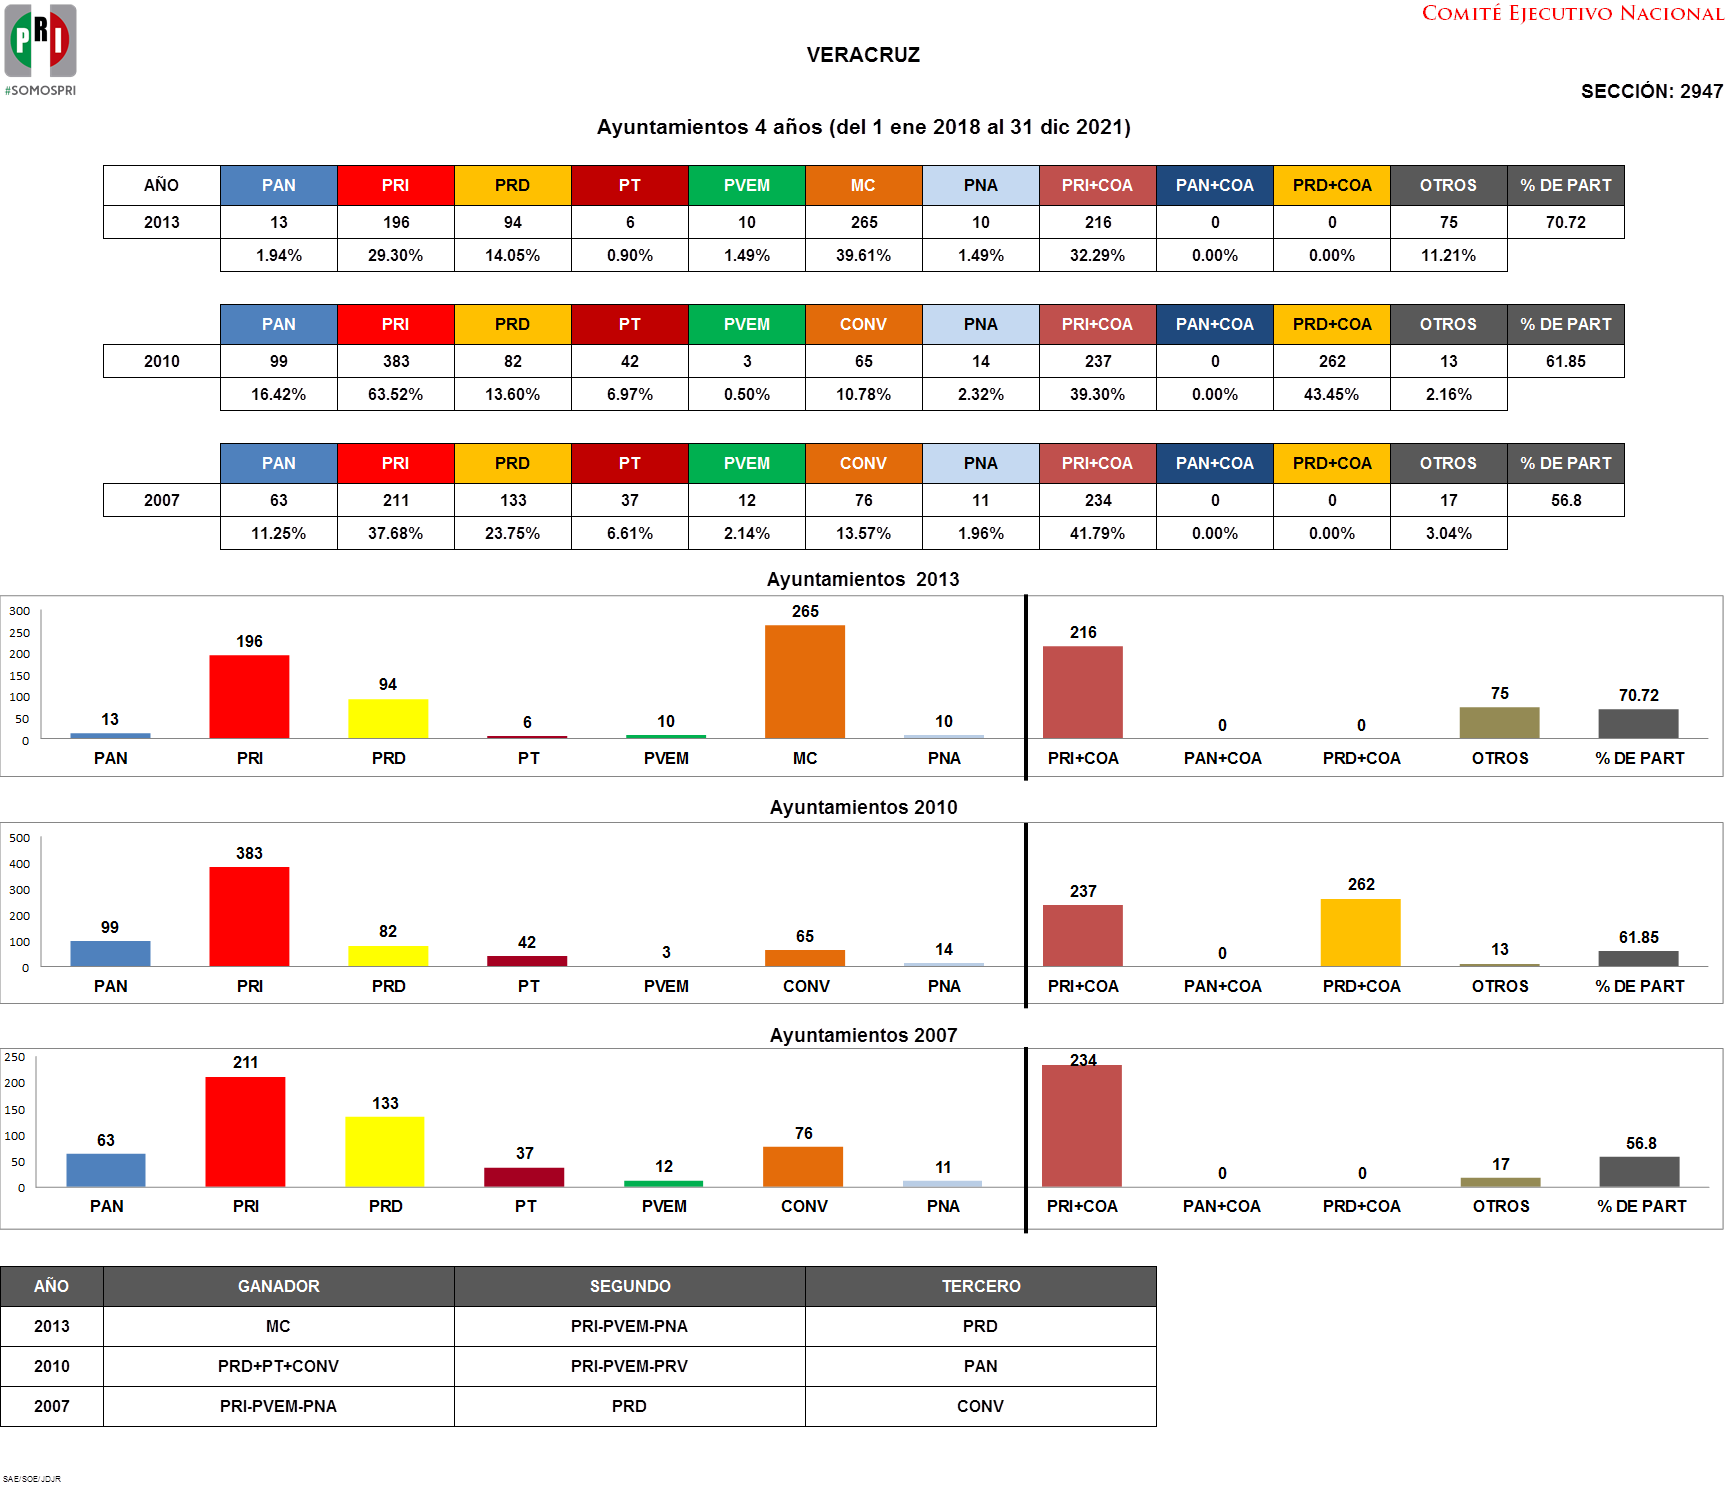 PRI
#SOMOSPRI
COMITÉ EJECUTIVO NACIONAL
VERACRUZ
SECCIÓN: 2947
Ayuntamientos 4 años (del 1 ene 2018 al 31 dic 2021)
AÑO PAN PRI PRD PT PVEM MC PNA PRI+COA PAN+COA PRD+COA OTROS % DE PART
2013 13 196 94 6 10 265 10 216 0 0 75 70.72
1.94% 29.30% 14.05% 0.90% 1.49% 39.61% 1.49% 32.29% 0.00% 0.00% 11.21%
PAN PRI PRD PT PVEM CONV PNA PRI+COA PAN+COA PRD+COA OTROS % DE PART
2010 99 383 82 42 3 65 14 237 0 262 13 61.85
16.42% 63.52% 13.60% 6.97% 0.50% 10.78% 2.32% 39.30% 0.00% 43.45% 2.16%
PAN PRI PRD PT PVEM CONV PNA PRI+COA PAN+COA PRD+COA OTROS % DE PART
2007 63 211 133 37 12 76 11 234 0 0 17 56.8
11.25% 37.68% 23.75% 6.61% 2.14% 13.57% 1.96% 41.79% 0.00% 0.00% 3.04%
Ayuntamientos 2013
300
250
200
150
100
50
0
13 196 94 6 10 265 10 216 0 0 75 70.72
PAN PRI PRD PT PVEM MC PNA PRI+COA PAN+COA PRD+COA OTROS % DE PART
Ayuntamientos 2010
500
400
300
200
100
0
99 383 82 42 3 65 14 237 0 262 13 61.85
PAN PRI PRD PT PVEM CONV PNA PRI+COA PAN+COA PRD+COA OTROS % DE PART
Ayuntamientos 2007
250
200
150
100
50
0
63 211 133 37 12 76 11 234 0 0 17 56.8
PAN PRI PRD PT PVEM CONV PNA PRI+COA PAN+COA PRD+COA OTROS % DE PART
AÑO GANADOR SEGUNDO TERCERO
2013 MC PRI-PVEM-PNA PRD
2010 PRD+PT+CONV PRI-PVEM-PRV PAN
2007 PRI-PVEM-PNA PRD CONV
SAE/SOE/JDJR